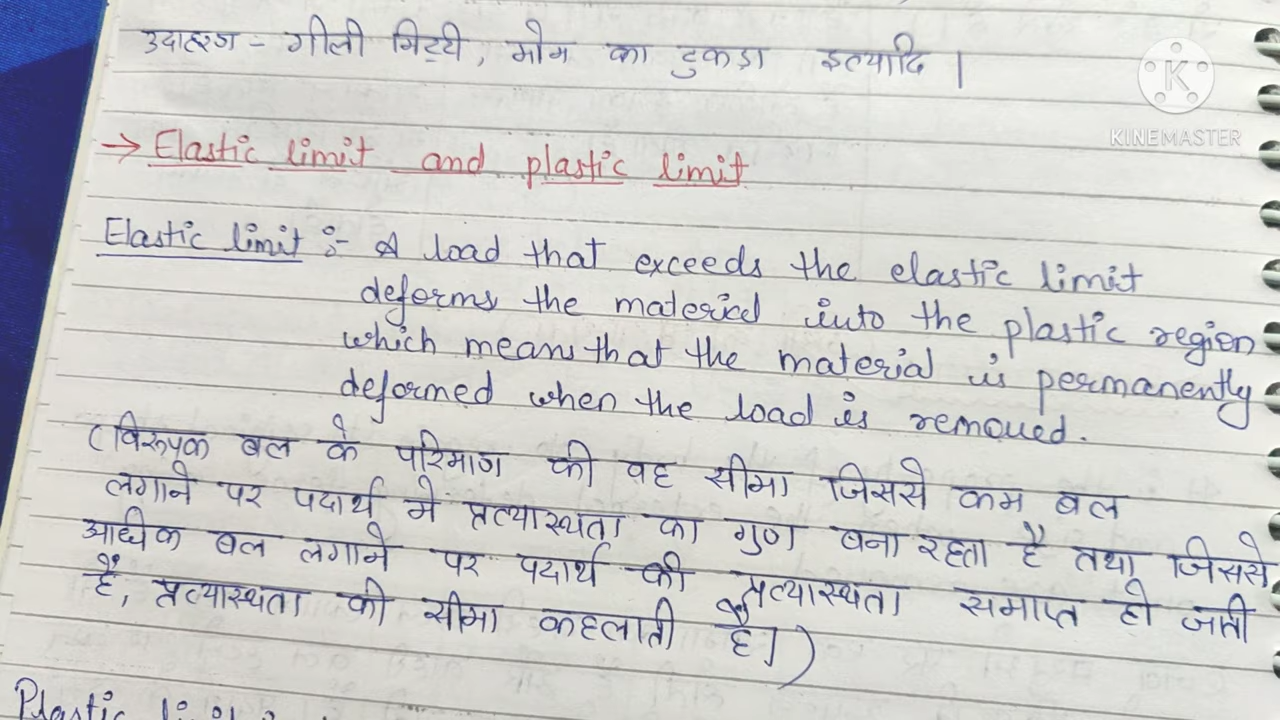 उदाहरण - गीली मिट्टी, मोम का टुकड़ा इत्यादि |
KINEMASTER
→ Elastic limit and plastic limit
Elastic limit :- A load that exceeds the elastic limit
deforms the material into the plastic region
which means that the material is permanently
deformed when the load is removed.
( विरूपक बल के परिमाण की वह सीमा जिससे कम बल
लगाने पर पदार्थ मे प्रत्यास्थता का गुण बना रहता है तथा जिससे
अधिक बल लगाने पर पदार्थ की प्रत्यास्थता समाप्त हो जाती
है, प्रत्यास्थता की सीमा कहलाती है। )
Plastic limit